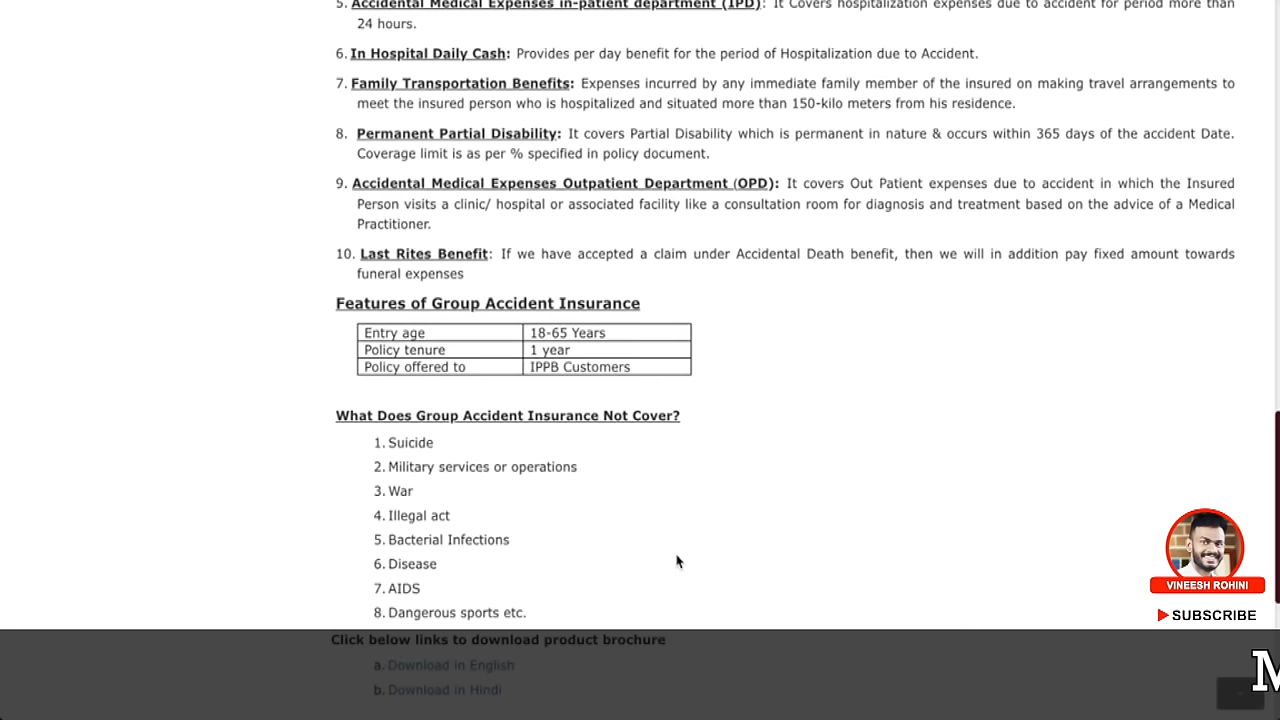 5. Accidental Medical Expenses in-patient department (IPD): It Covers hospitalization expenses due to accident for period more than
24 hours.
6. In Hospital Daily Cash: Provides per day benefit for the period of Hospitalization due to Accident.
7. Family Transportation Benefits: Expenses incurred by any immediate family member of the insured on making travel arrangements to
meet the insured person who is hospitalized and situated more than 150-kilo meters from his residence.
8. Permanent Partial Disability: It covers Partial Disability which is permanent in nature & occurs within 365 days of the accident Date.
Coverage limit is as per % specified in policy document.
9. Accidental Medical Expenses Outpatient Department (OPD): It covers Out Patient expenses due to accident in which the Insured
Person visits a clinic/ hospital or associated facility like a consultation room for diagnosis and treatment based on the advice of a Medical
Practitioner.
10. Last Rites Benefit: If we have accepted a claim under Accidental Death benefit, then we will in addition pay fixed amount towards
funeral expenses
Features of Group Accident Insurance
Entry age 18-65 Years
Policy tenure 1 year
Policy offered to IPPB Customers
What Does Group Accident Insurance Not Cover?
1. Suicide
2. Military services or operations
3. War
4. Illegal act
5. Bacterial Infections
6. Disease
7. AIDS
8. Dangerous sports etc.
VINEESH ROHINI
SUBSCRIBE
Click below links to download product brochure
a. Download in English
b. Download in Hindi
M